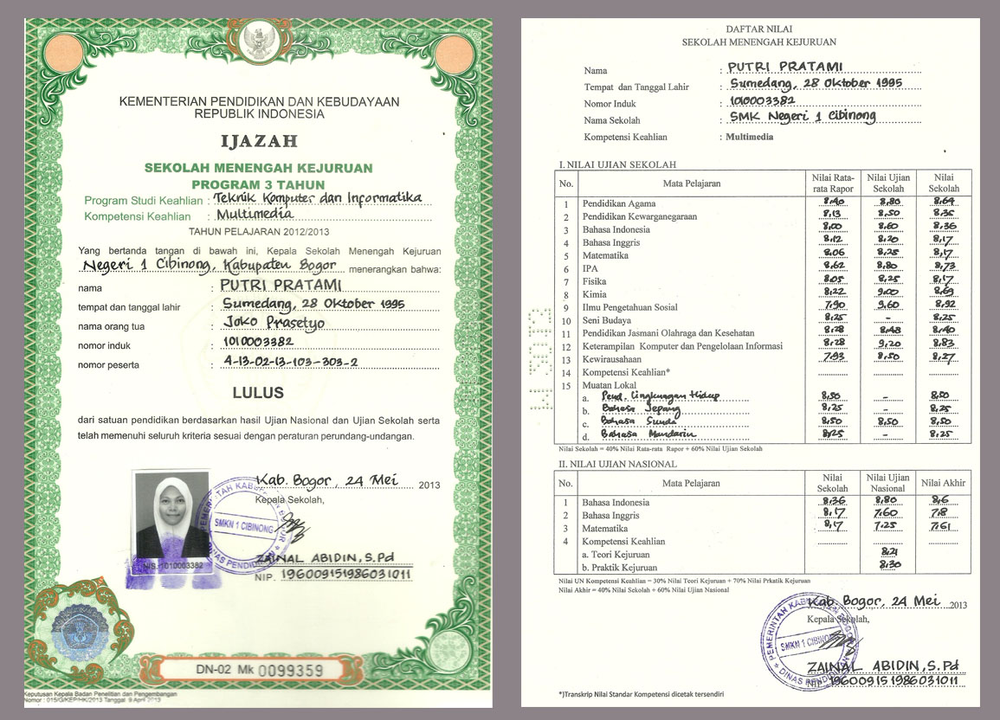 KEMENTERIAN PENDIDIKAN DAN KEBUDAYAAN
REPUBLIK INDONESIA
IJAZAH
SEKOLAH MENENGAH KEJURUAN
PROGRAM 3 TAHUN
Program Studi Keahlian : Teknik Komputer dan Informatika
Kompetensi Keahlian : Multimedia
TAHUN PELAJARAN 2012/2013
Yang bertanda tangan di bawah ini, Kepala Sekolah Menengah Kejuruan
Negeri 1 Cibinong, Kabupaten Bogor menerangkan bahwa:
nama : PUTRI PRATAMI
tempat dan tanggal lahir : Sumedang, 28 Oktober 1995
nama orang tua : Joko Prasetyo
nomor induk : 1010003382
nomor peserta : 4-13-02-13-103-303-2
LULUS
dari satuan pendidikan berdasarkan hasil Ujian Nasional dan Ujian Sekolah serta
telah memenuhi seluruh kriteria sesuai dengan peraturan perundang-undangan.
Kab. Bogor, 24 Mei 2013
Kepala Sekolah,
SMKN 1 CIBINONG
DINAS PENDIDIKAN
NIS. 1010003382
ZAINAL ABIDIN, S.Pd
NIP. 196009151986031011
DN-02 Mk 0099359
Keputusan Kepala Badan Penelitian dan Pengembangan
Nomor : 015/G/KEP/HK/2013 Tanggal 9 April 2013
DAFTAR NILAI
SEKOLAH MENENGAH KEJURUAN
Nama : PUTRI PRATAMI
Tempat dan Tanggal Lahir : Sumedang, 28 Oktober 1995
Nomor Induk : 1010003382
Nama Sekolah : SMK Negeri 1 Cibinong
Kompetensi Keahlian : Multimedia
I. NILAI UJIAN SEKOLAH
No. Mata Pelajaran Nilai Rata-rata Rapor Nilai Ujian Sekolah Nilai Sekolah
1 Pendidikan Agama 8,40 8,80 8,64
2 Pendidikan Kewarganegaraan 8,13 8,50 8,35
3 Bahasa Indonesia 8,00 8,60 8,36
4 Bahasa Inggris 8,12 8,20 8,17
5 Matematika 8,06 8,25 8,17
6 IPA 8,62 8,80 8,73
7 Fisika 8,05 8,25 8,17
8 Kimia 8,22 9,00 8,69
9 Ilmu Pengetahuan Sosial 7,90 9,60 8,92
10 Seni Budaya 8,25 - 8,25
11 Pendidikan Jasmani Olahraga dan Kesehatan 8,28 8,48 8,40
12 Keterampilan Komputer dan Pengelolaan Informasi 8,28 9,20 8,83
13 Kewirausahaan 7,93 8,50 8,27
14 Kompetensi Keahlian*
15 Muatan Lokal
a. Pend. Lingkungan Hidup 8,50 - 8,50
b. Bahasa Jepang 8,25 - 8,25
c. Bahasa Sunda 8,50 8,50 8,50
d. Bahasa Mandarin 8,25 - 8,25
Nilai Sekolah = 40% Nilai Rata-rata Rapor + 60% Nilai Ujian Sekolah
II. NILAI UJIAN NASIONAL
No. Mata Pelajaran Nilai Sekolah Nilai Ujian Nasional Nilai Akhir
1 Bahasa Indonesia 8,36 8,80 8,6
2 Bahasa Inggris 8,17 7,60 7,8
3 Matematika 8,17 7,25 7,61
4 Kompetensi Keahlian
a. Teori Kejuruan 8,21
b. Praktik Kejuruan 8,30
Nilai UN Kompetensi Keahlian = 30% Nilai Teori Kejuruan + 70% Nilai Prkatik Kejuruan
Nilai Akhir = 40% Nilai Sekolah + 60% Nilai Ujian Nasional
Kab. Bogor, 24 Mei 2013
Kepala Sekolah,
PEMERINTAH KABUPATEN BOGOR
SMKN 1 CIBINONG
DINAS PENDIDIKAN
ZAINAL ABIDIN, S.Pd
NIP. 196009151986031011
*)Transkrip Nilai Standar Kompetensi dicetak tersendiri